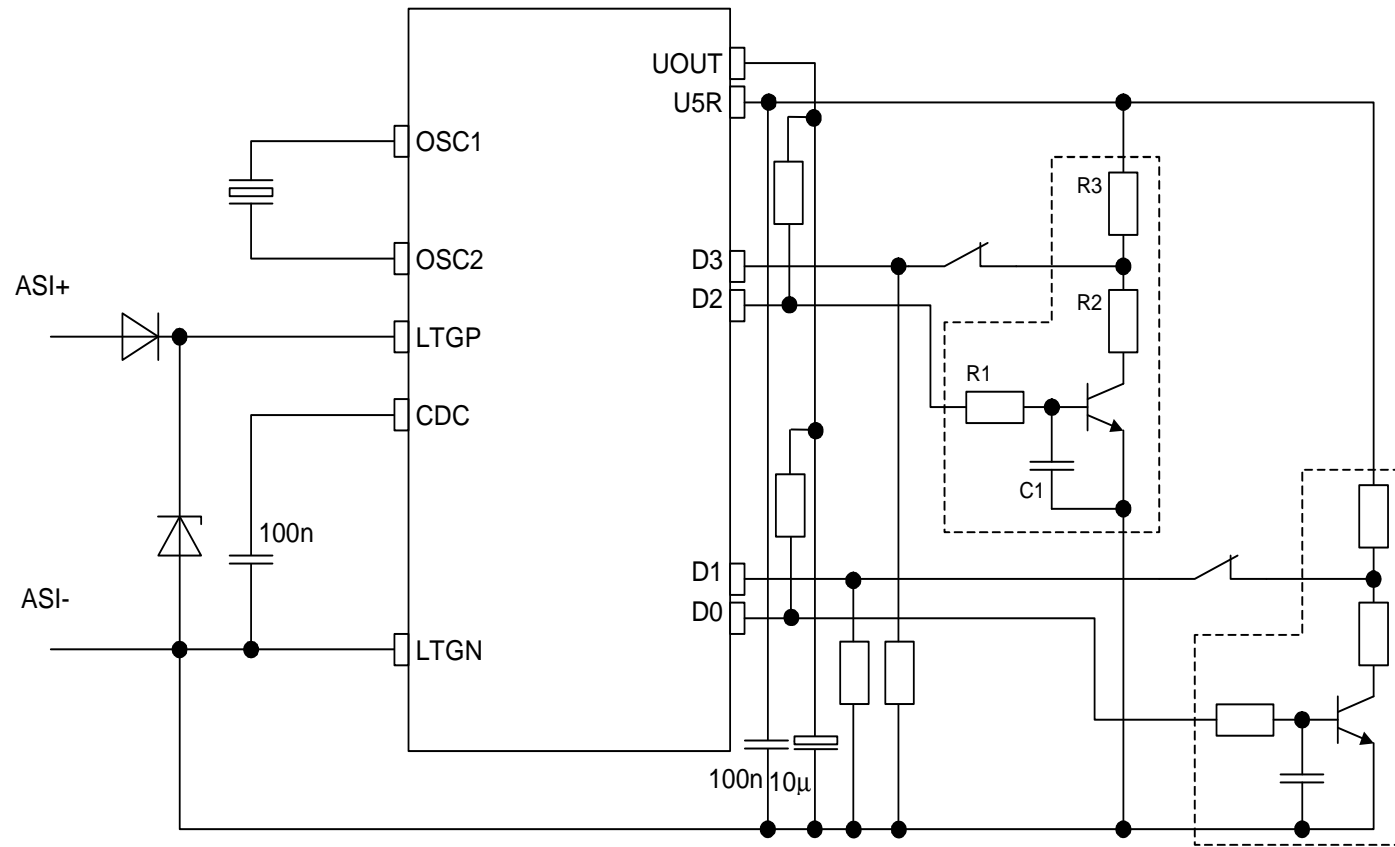 UOUT
U5R
OSC1
R3
OSC2
D3
ASI+
D2
R2
LTGP
R1
CDC
C1
100n
D1
ASI-
D0
LTGN
100n 10μ